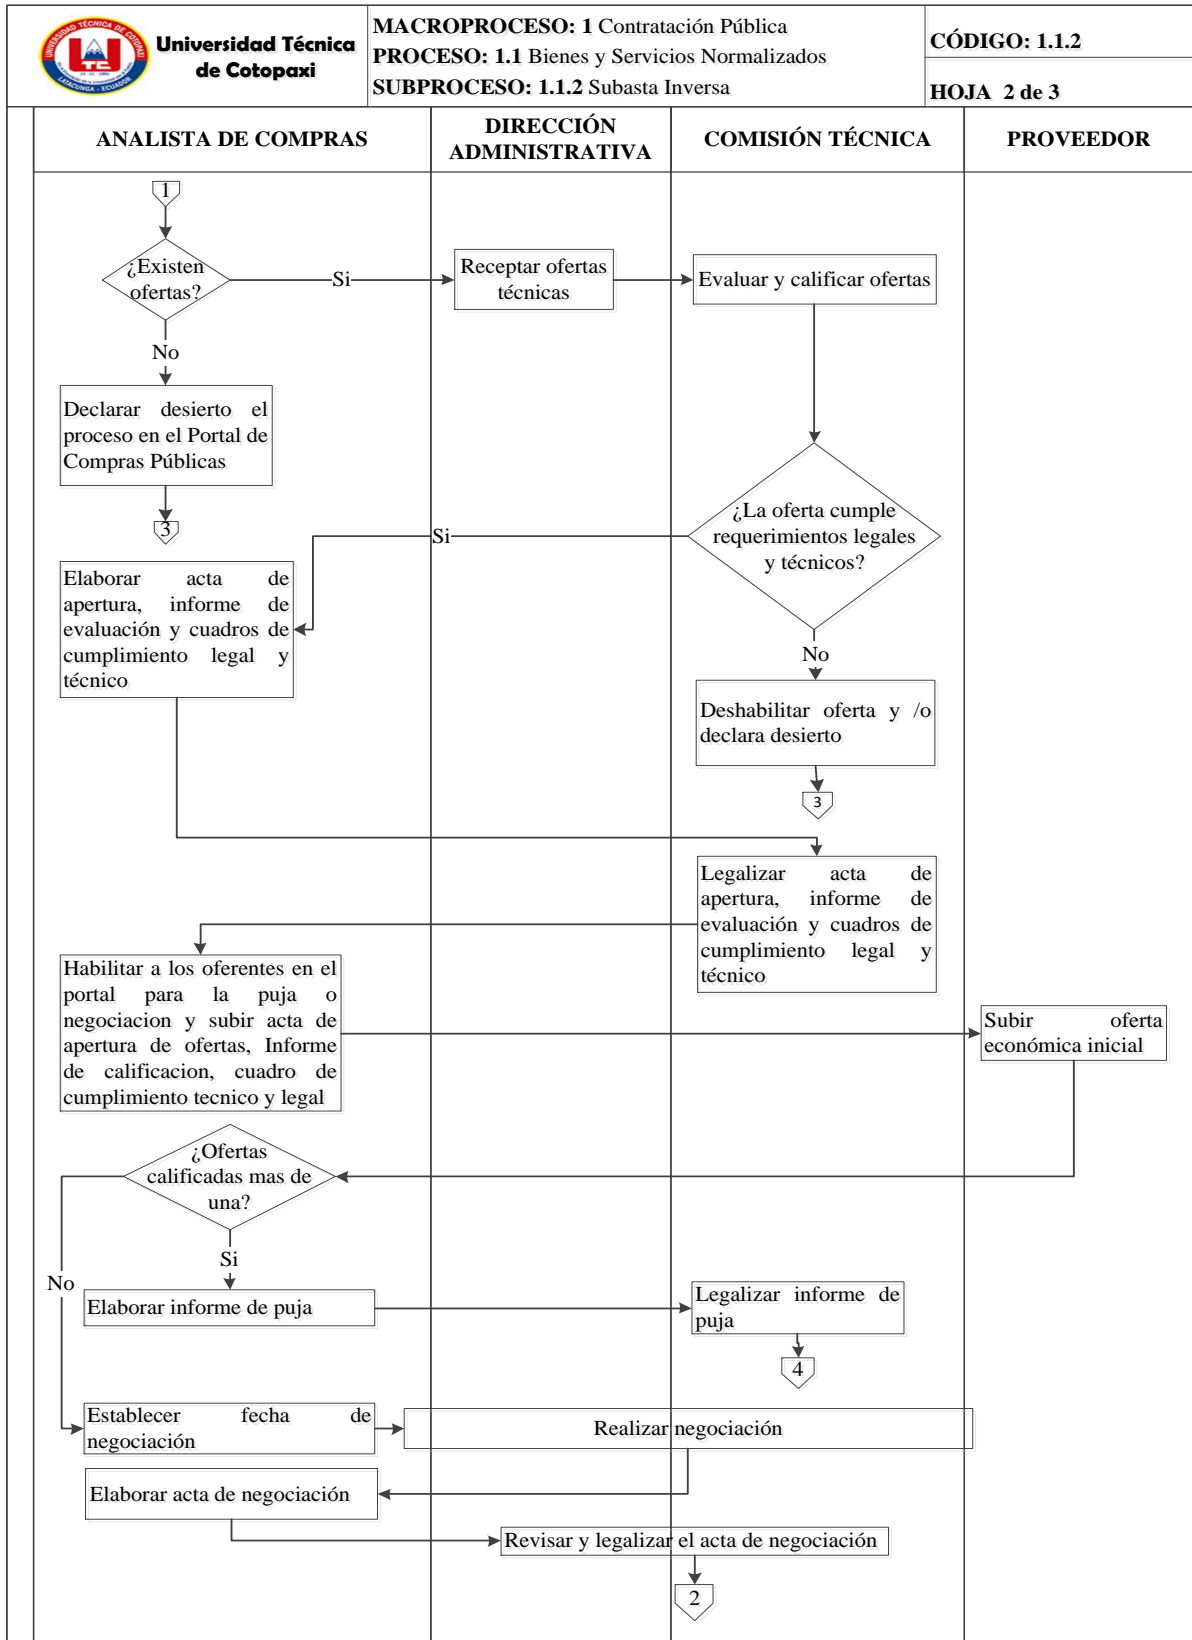 UNIVERSIDAD TÉCNICA DE COTOPAXI
UTC
LATACUNGA - ECUADOR
Universidad Técnica
de Cotopaxi
MACROPROCESO: 1 Contratación Pública
PROCESO: 1.1 Bienes y Servicios Normalizados
SUBPROCESO: 1.1.2 Subasta Inversa
CÓDIGO: 1.1.2
HOJA 2 de 3
ANALISTA DE COMPRAS
DIRECCIÓN
ADMINISTRATIVA
COMISIÓN TÉCNICA
PROVEEDOR
1
¿Existen
ofertas?
Si
Receptar ofertas
técnicas
Evaluar y calificar ofertas
No
Declarar desierto el
proceso en el Portal de
Compras Públicas
3
¿La oferta cumple
requerimientos legales
y técnicos?
Si
Elaborar acta de
apertura, informe de
evaluación y cuadros de
cumplimiento legal y
técnico
No
Deshabilitar oferta y /o
declara desierto
3
Legalizar acta de
apertura, informe de
evaluación y cuadros de
cumplimiento legal y
técnico
Habilitar a los oferentes en el
portal para la puja o
negociacion y subir acta de
apertura de ofertas, Informe
de calificacion, cuadro de
cumplimiento tecnico y legal
Subir oferta
económica inicial
¿Ofertas
calificadas mas de
una?
Si
No
Elaborar informe de puja
Legalizar informe de
puja
4
Establecer fecha de
negociación
Realizar negociación
Elaborar acta de negociación
Revisar y legalizar el acta de negociación
2